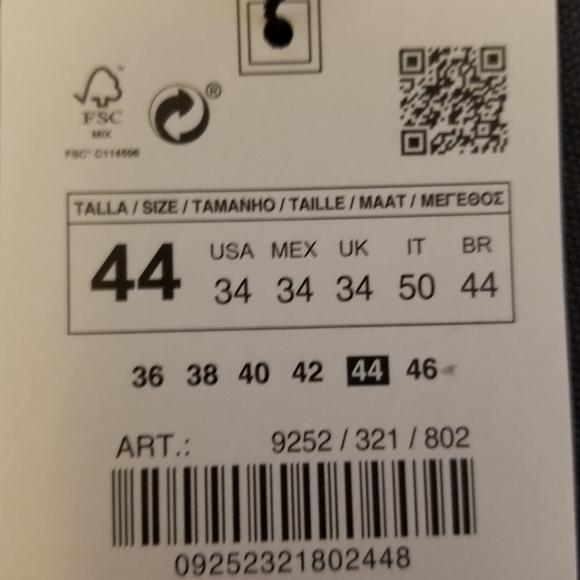 FSC
MIX
FSC™ C114596
®
TALLA / SIZE / TAMANHO / TAILLE / MAAT / ΜΕΓΕΘΟΣ
44
USA MEX UK IT BR
34 34 34 50 44
36 38 40 42 44 46
ART.: 9252 / 321 / 802
09252321802448